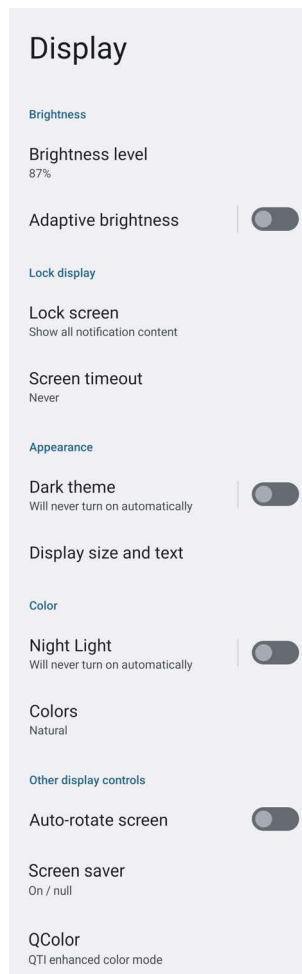 Display
Brightness
Brightness level
87%
Adaptive brightness
Lock display
Lock screen
Show all notification content
Screen timeout
Never
Appearance
Dark theme
Will never turn on automatically
Display size and text
Color
Night Light
Will never turn on automatically
Colors
Natural
Other display controls
Auto-rotate screen
Screen saver
On / null
QColor
QTI enhanced color mode